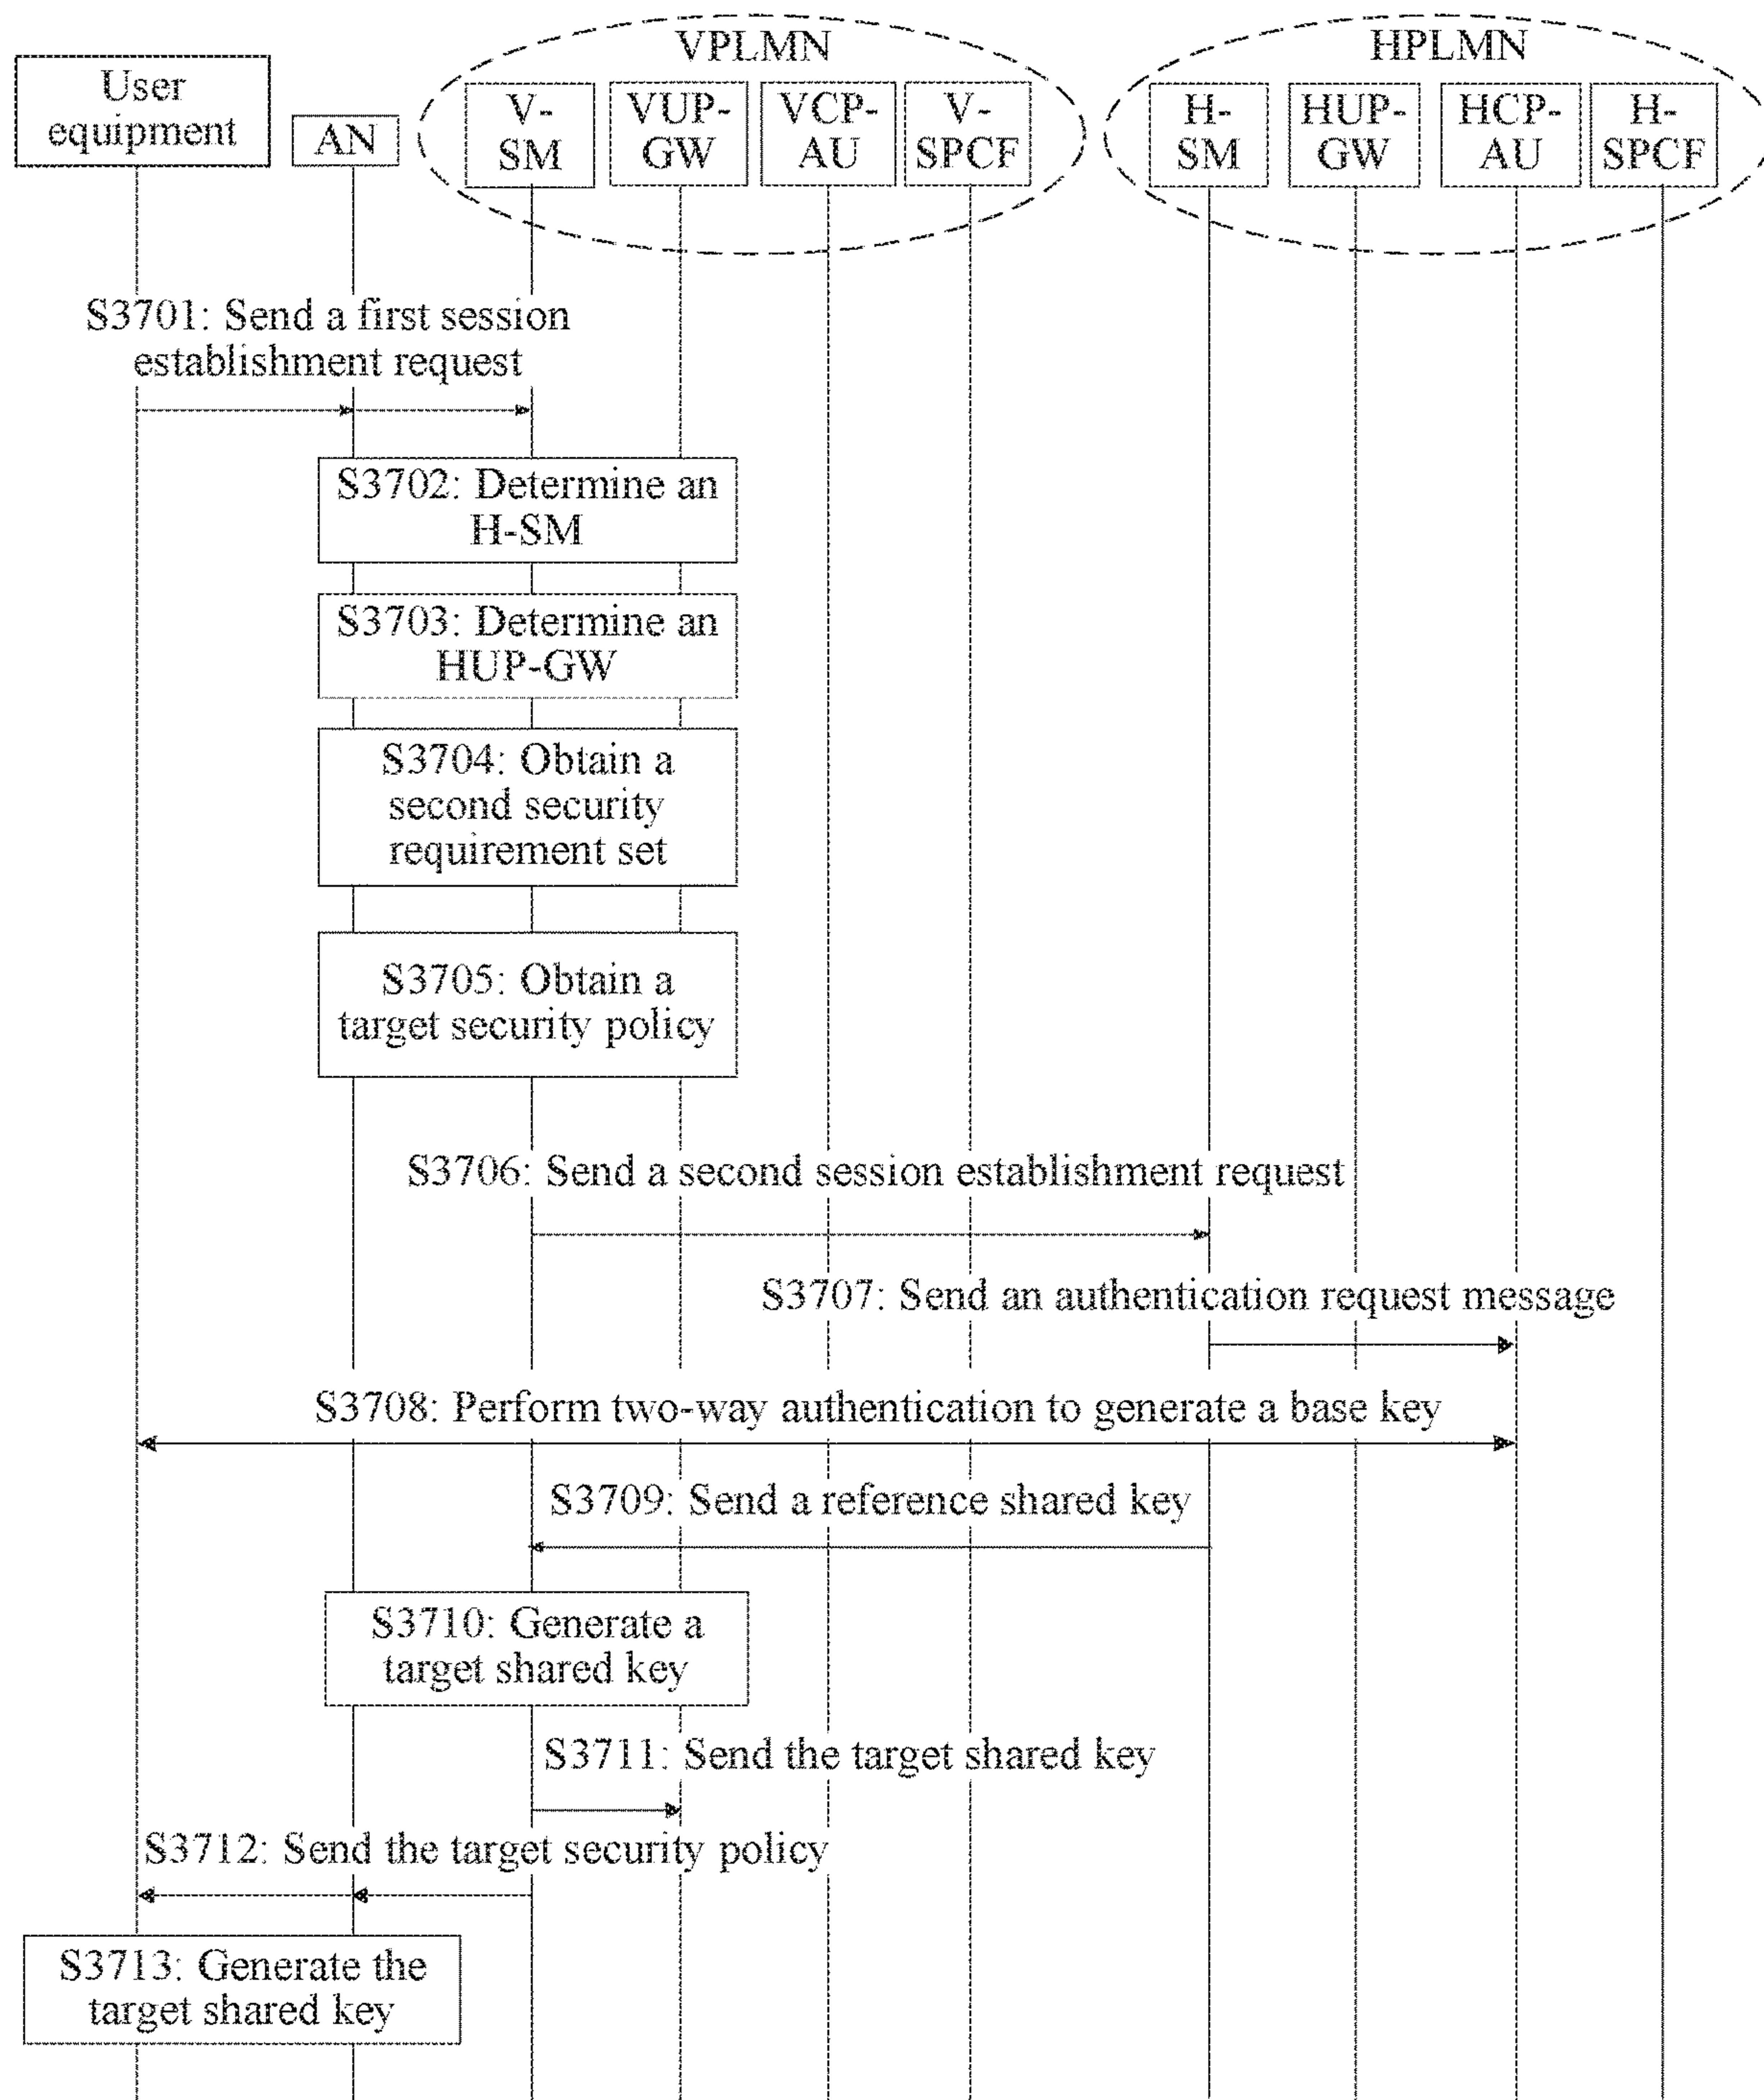 VPLMN
HPLMN
User
equipment
AN
V-
SM
VUP-
GW
VCP-
AU
V-
SPCF
H-
SM
HUP-
GW
HCP-
AU
H-
SPCF
S3701: Send a first session
establishment request
S3702: Determine an
H-SM
S3703: Determine an
HUP-GW
S3704: Obtain a
second security
requirement set
S3705: Obtain a
target security policy
S3706: Send a second session establishment request
S3707: Send an authentication request message
S3708: Perform two-way authentication to generate a base key
S3709: Send a reference shared key
S3710: Generate a
target shared key
S3711: Send the target shared key
S3712: Send the target security policy
S3713: Generate the
target shared key